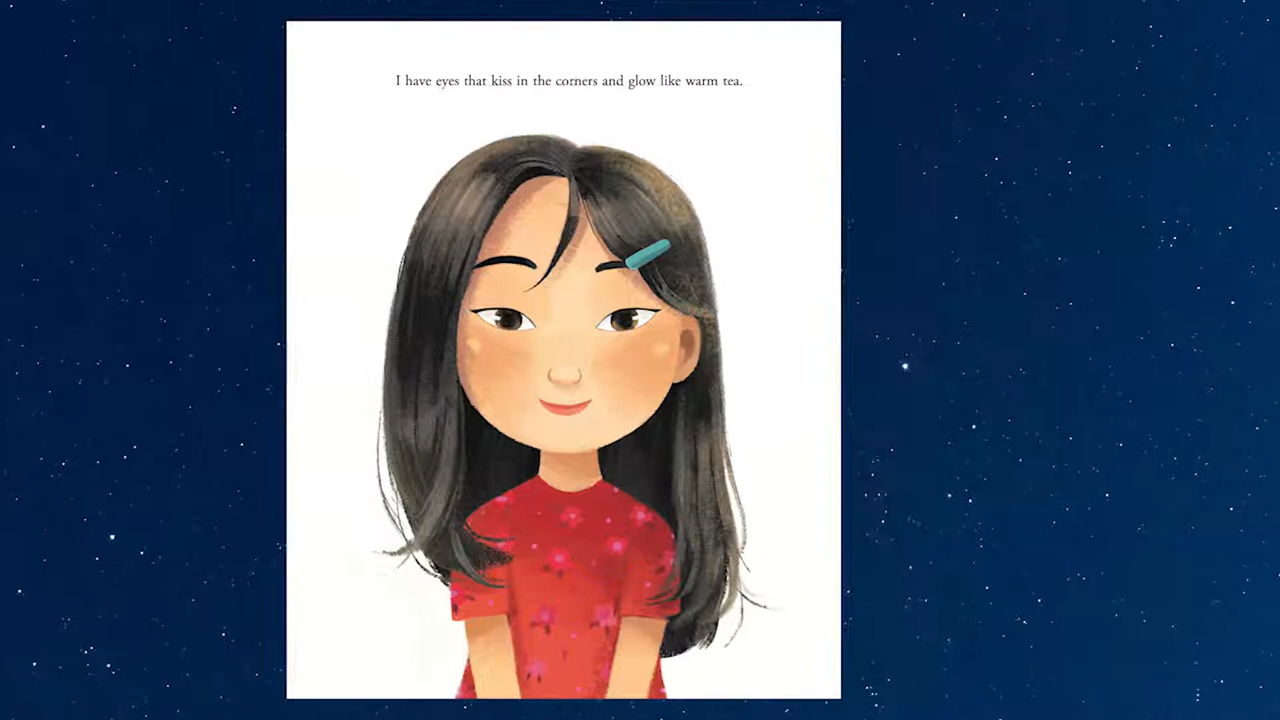 I have eyes that kiss in the corners and glow like warm tea.